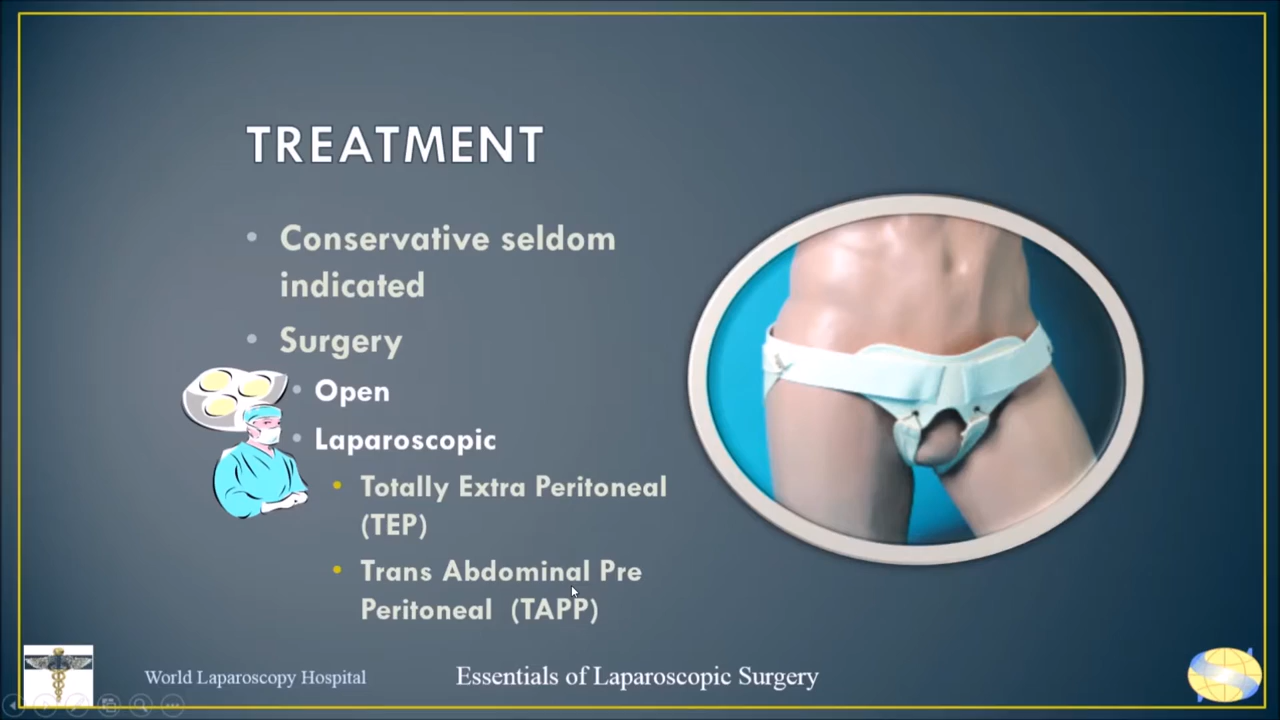 TREATMENT
• Conservative seldom
indicated
• Surgery
• Open
• Laparoscopic
• Totally Extra Peritoneal
(TEP)
• Trans Abdominal Pre
Peritoneal (TAPP)
World Laparoscopy Hospital
Essentials of Laparoscopic Surgery